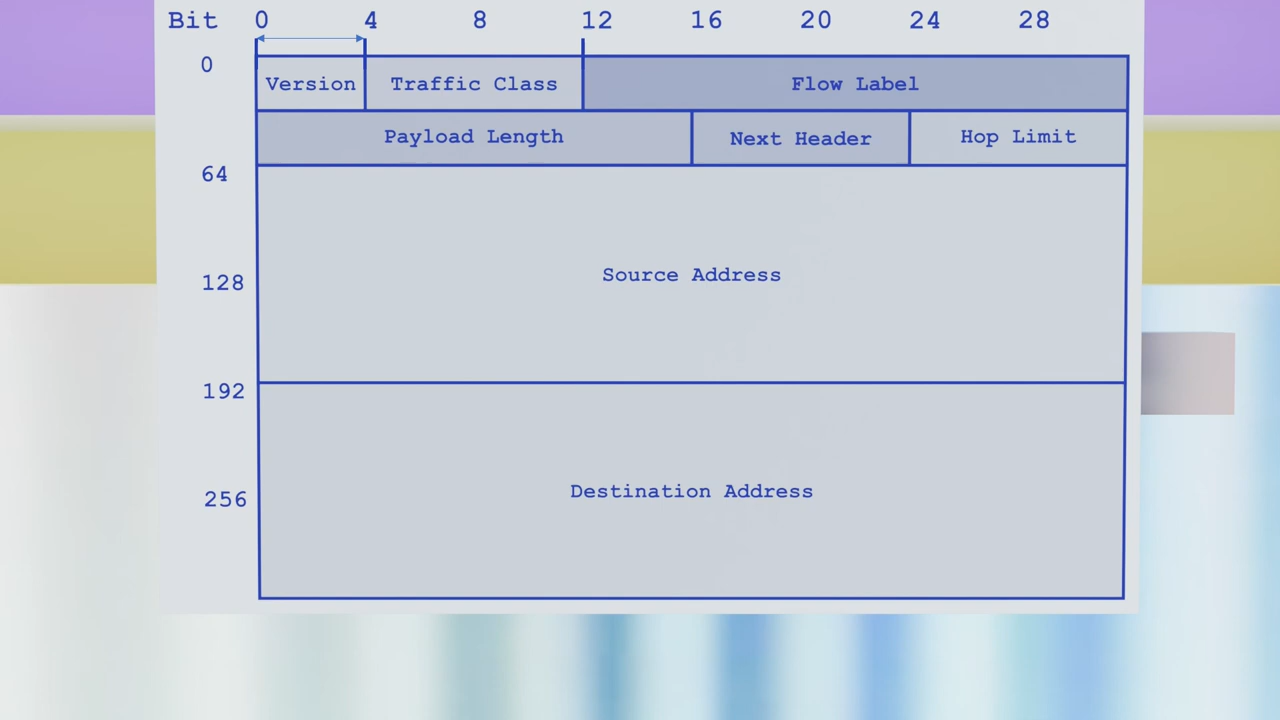 Bit 0 4 8 12 16 20 24 28
0
Version Traffic Class Flow Label
Payload Length Next Header Hop Limit
64
Source Address
128
192
Destination Address
256